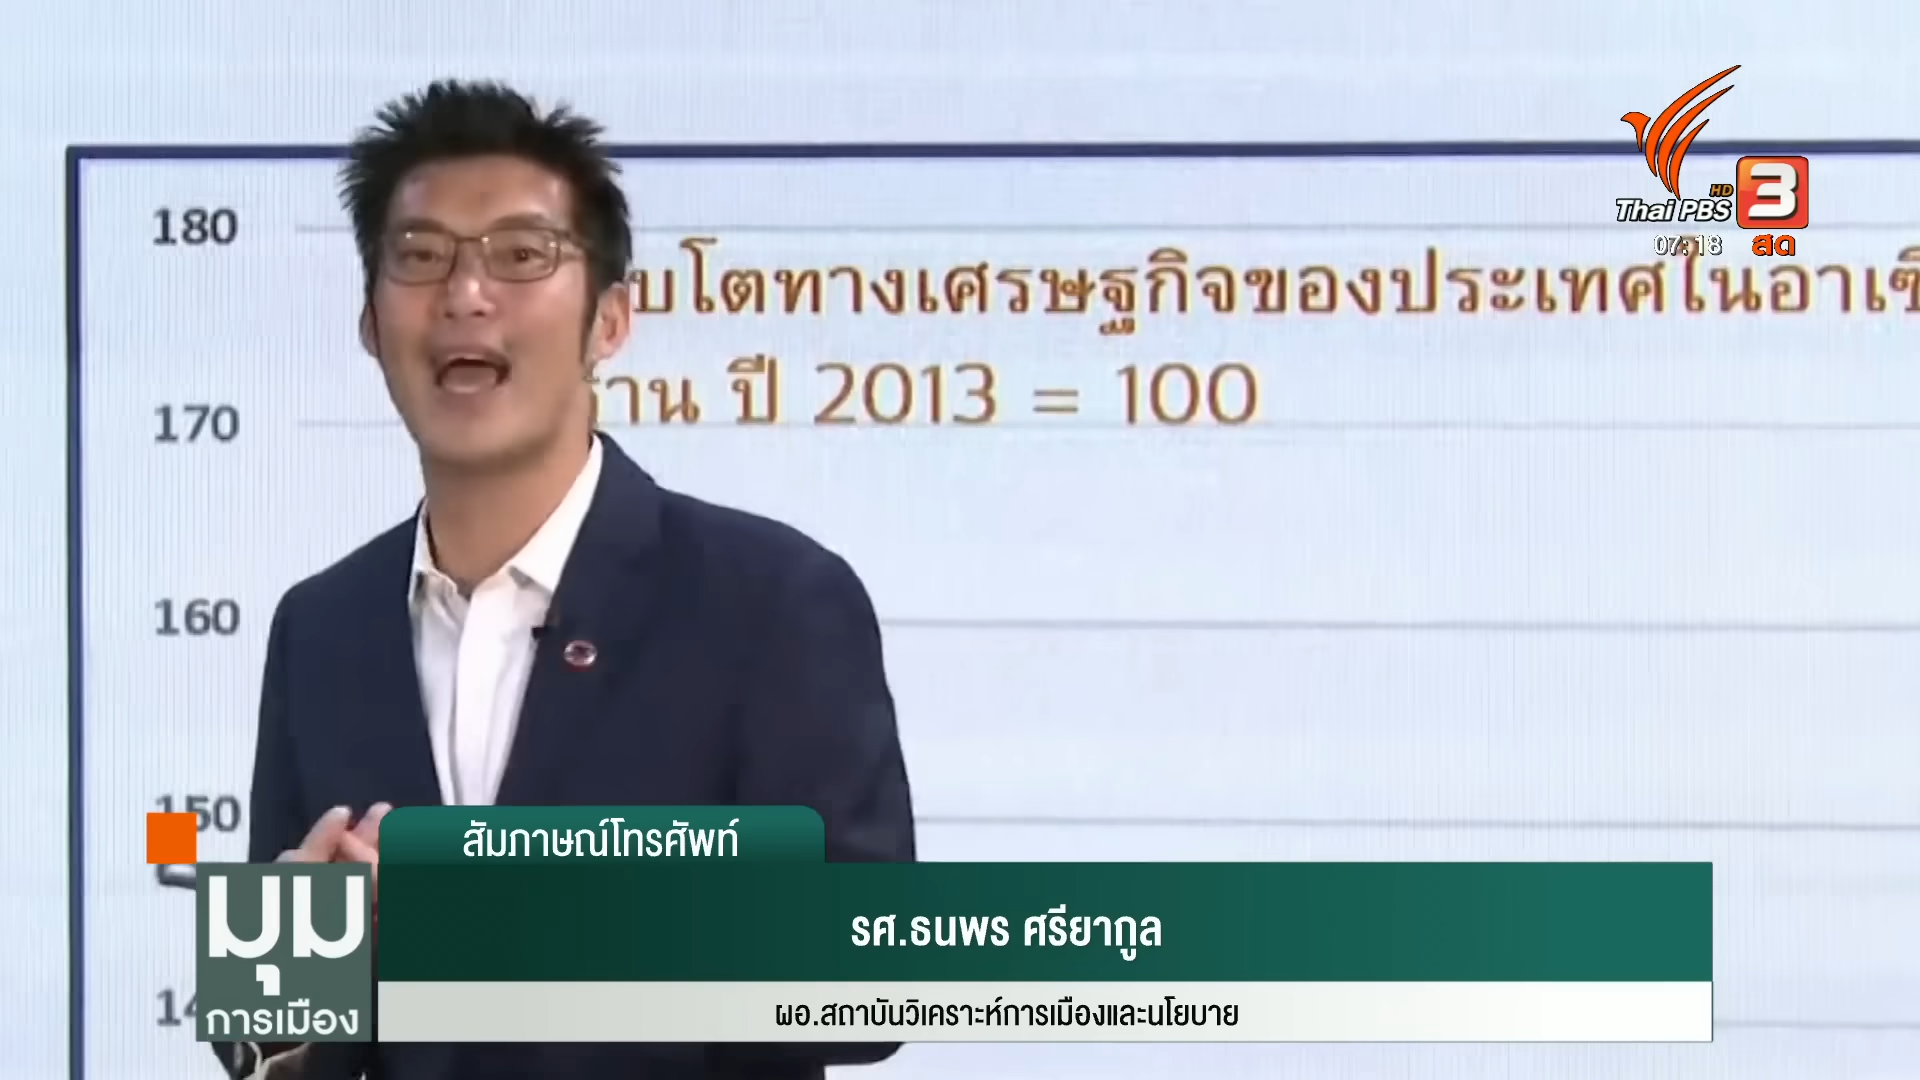 HD
Thai PBS 3
07:18 สด
180
บโตทางเศรษฐกิจของประเทศในอาเซี
ฐาน ปี 2013 = 100
170
160
150
สัมภาษณ์โทรศัพท์
มุม
การเมือง
รศ.ธนพร ศรียากูล
ผอ.สถาบันวิเคราะห์การเมืองและนโยบาย